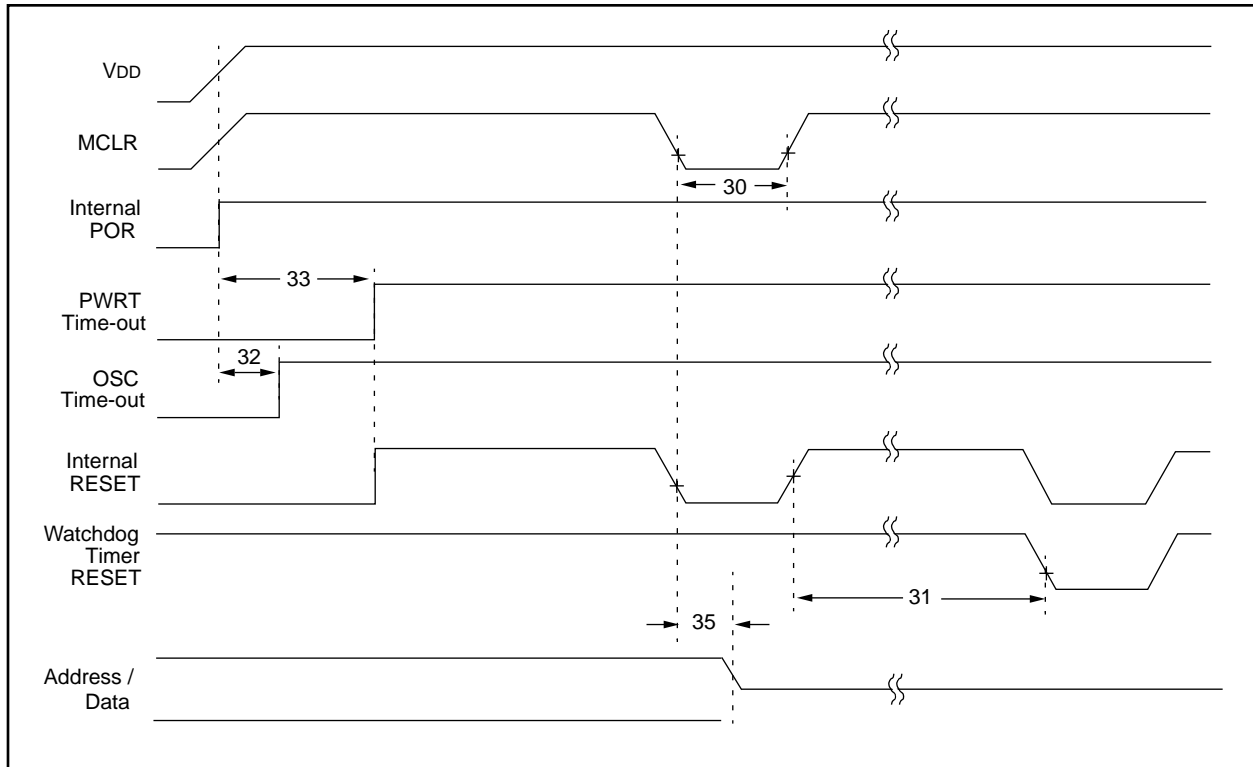 VDD
MCLR
Internal
POR
33
PWRT
Time-out
32
OSC
Time-out
30
Internal
RESET
Watchdog
Timer
RESET
31
35
Address /
Data